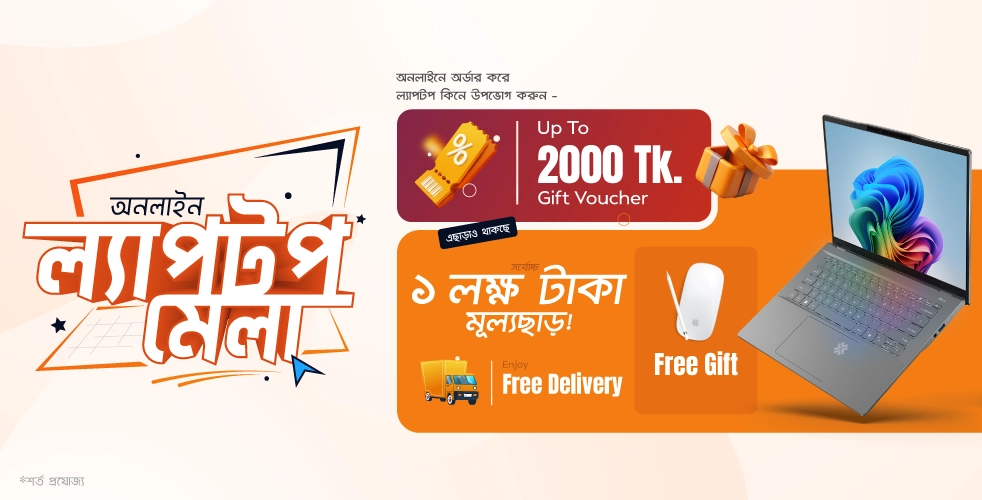 অনলাইন
ল্যাপটপ
মেলা
অনলাইনে অর্ডার করে
ল্যাপটপ কিনে উপভোগ করুন -
%
Up To
2000 Tk.
Gift Voucher
এছাড়াও থাকছে
সর্বোচ্চ
১ লক্ষ টাকা
মূল্যছাড়!
Enjoy
Free Delivery
Free Gift
*শর্ত প্রযোজ্য